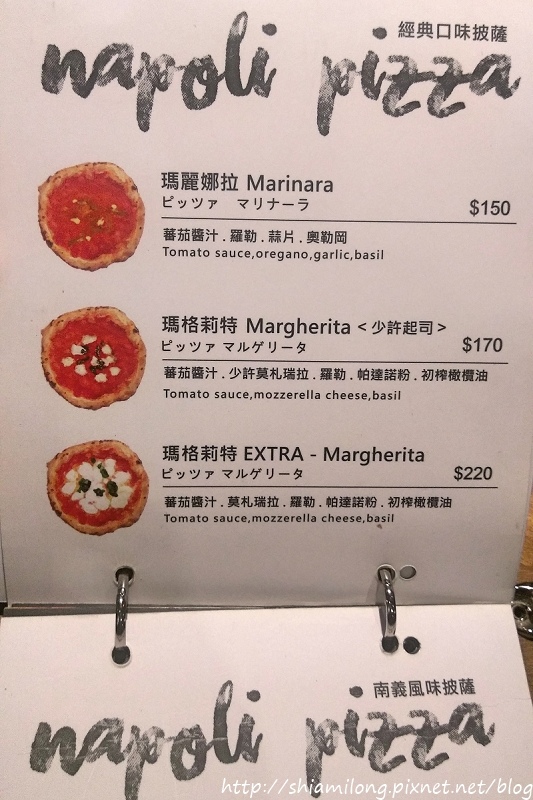 經典口味披薩
napoli pizza
瑪麗娜拉 Marinara
ピッツァ マリナーラ
$150
蕃茄醬汁 . 羅勒 . 蒜片 . 奧勒岡
Tomato sauce,oregano,garlic,basil
瑪格莉特 Margherita < 少許起司 >
ピッツァ マルゲリータ
$170
蕃茄醬汁 . 少許莫札瑞拉 . 羅勒 . 帕達諾粉 . 初榨橄欖油
Tomato sauce,mozzerella cheese,basil
瑪格莉特 EXTRA - Margherita
ピッツァ マルゲリータ
$220
蕃茄醬汁 . 莫札瑞拉 . 羅勒 . 帕達諾粉 . 初榨橄欖油
Tomato sauce,mozzerella cheese,basil
南義風味披薩
napoli pizza
http://shiamilong.pixnet.net/blog